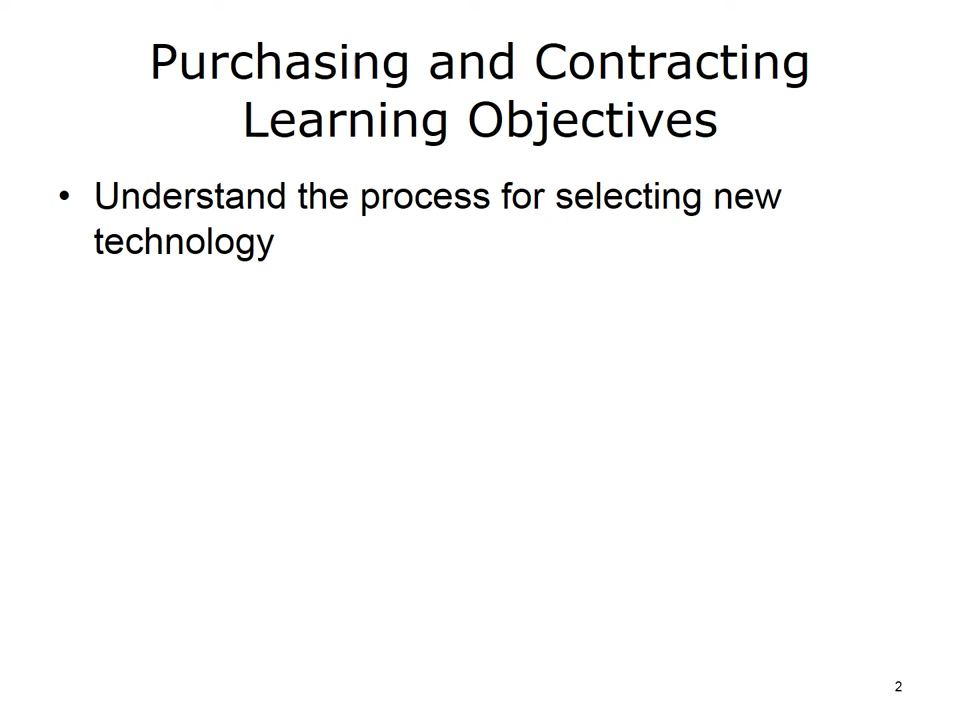 Purchasing and Contracting
Learning Objectives
• Understand the process for selecting new
technology
2